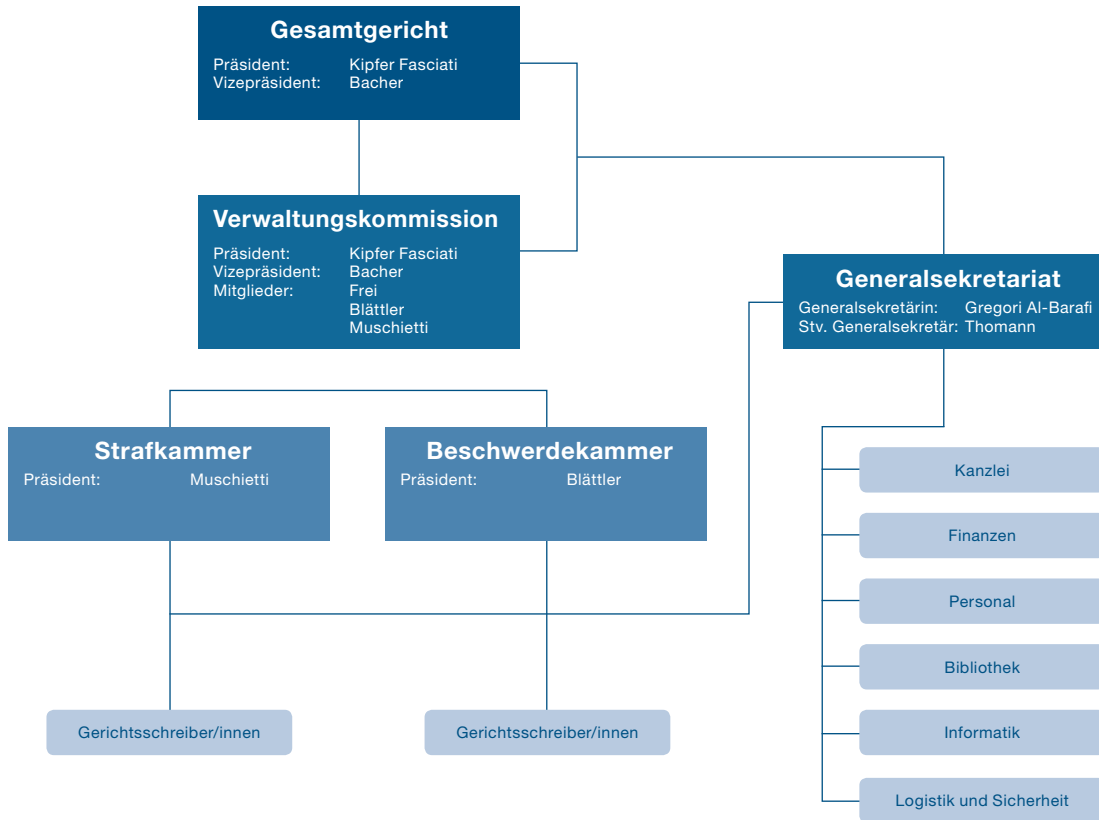 Gesamtgericht
Präsident: Kipfer Fasciati
Vizepräsident: Bacher
Verwaltungskommission
Präsident: Kipfer Fasciati
Vizepräsident: Bacher
Mitglieder: Frei
Blättler
Muschietti
Generalsekretariat
Generalsekretärin: Gregori Al-Barafi
Stv. Generalsekretär: Thomann
Strafkammer
Präsident: Muschietti
Beschwerdekammer
Präsident: Blättler
Kanzlei
Finanzen
Personal
Bibliothek
Informatik
Logistik und Sicherheit
Gerichtsschreiber/innen
Gerichtsschreiber/innen